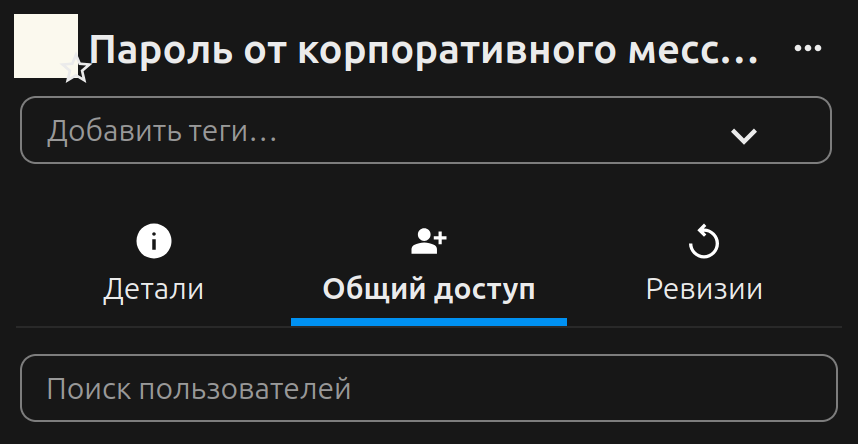 Пароль от корпоративного месс...
Добавить теги...
Детали
Общий доступ
Ревизии
Поиск пользователей